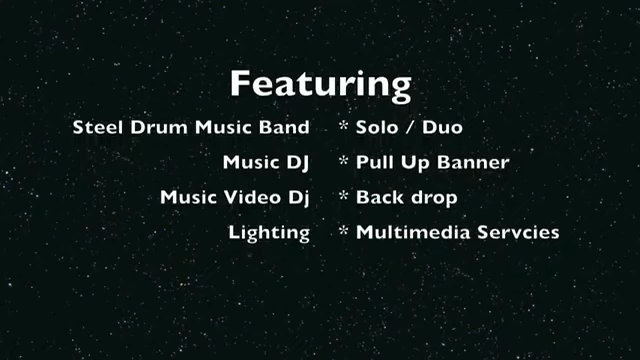 Featuring
Steel Drum Music Band * Solo / Duo
Music DJ * Pull Up Banner
Music Video Dj * Back drop
Lighting * Multimedia Servcies